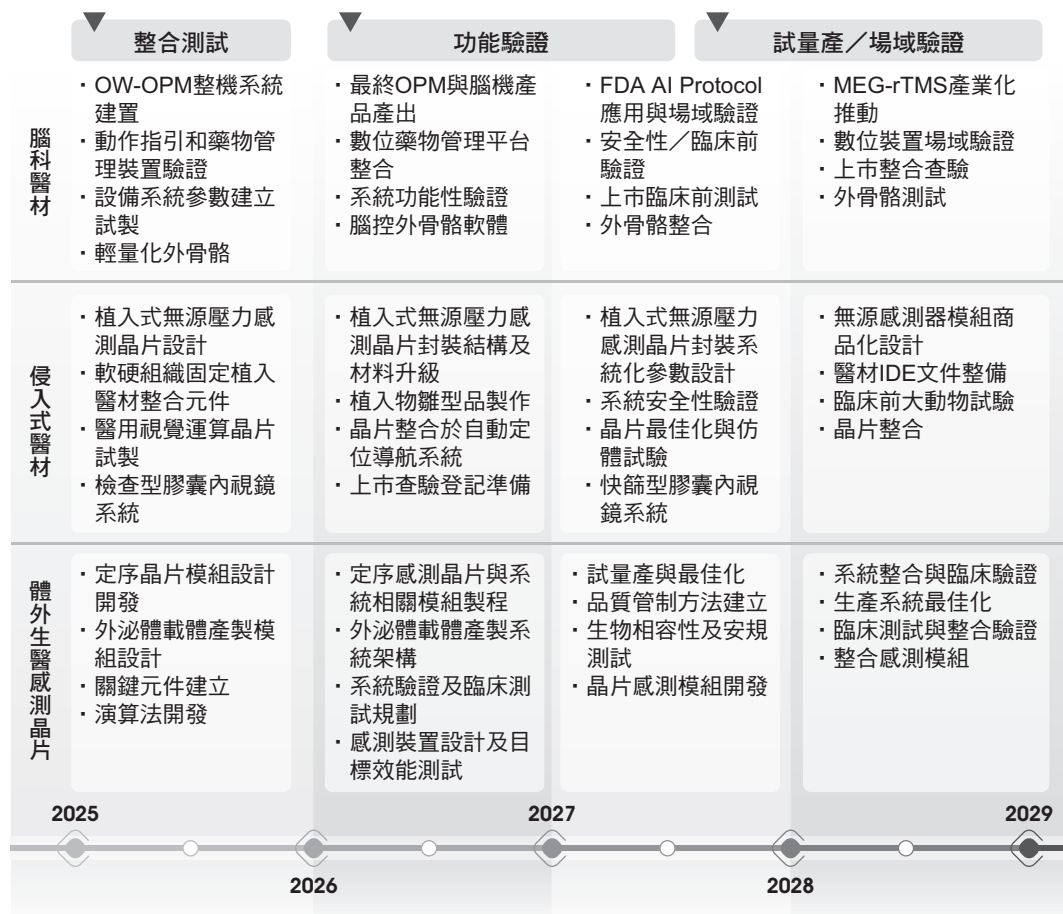 整合測試
功能驗證
試量產／場域驗證
腦科醫材
・OW-OPM整機系統
建置
・動作指引和藥物管
理裝置驗證
・設備系統參數建立
試製
・輕量化外骨骼
・最終OPM與腦機產
品產出
・數位藥物管理平台
整合
・系統功能性驗證
・腦控外骨骼軟體
・FDA AI Protocol
應用與場域驗證
・安全性／臨床前
驗證
・上市臨床前測試
・外骨骼整合
・MEG-rTMS產業化
推動
・數位裝置場域驗證
・上市整合查驗
・外骨骼測試
侵入式醫材
・植入式無源壓力感
測晶片設計
・軟硬組織固定植入
醫材整合元件
・醫用視覺運算晶片
試製
・檢查型膠囊內視鏡
系統
・植入式無源壓力感
測晶片封裝結構及
材料升級
・植入物雛型品製作
・晶片整合於自動定
位導航系統
・上市查驗登記準備
・植入式無源壓力
感測晶片封裝系
統化參數設計
・系統安全性驗證
・晶片最佳化與仿
體試驗
・快篩型膠囊內視
鏡系統
・無源感測器模組商
品化設計
・醫材IDE文件整備
・臨床前大動物試驗
・晶片整合
體外生醫感測晶片
・定序晶片模組設計
開發
・外泌體載體產製模
組設計
・關鍵元件建立
・演算法開發
・定序感測晶片與系
統相關模組製程
・外泌體載體產製系
統架構
・系統驗證及臨床測
試規劃
・感測裝置設計及目
標效能測試
・試量產與最佳化
・品質管制方法建立
・生物相容性及安規
測試
・晶片感測模組開發
・系統整合與臨床驗證
・生產系統最佳化
・臨床測試與整合驗證
・整合感測模組
2025
2026
2027
2028
2029